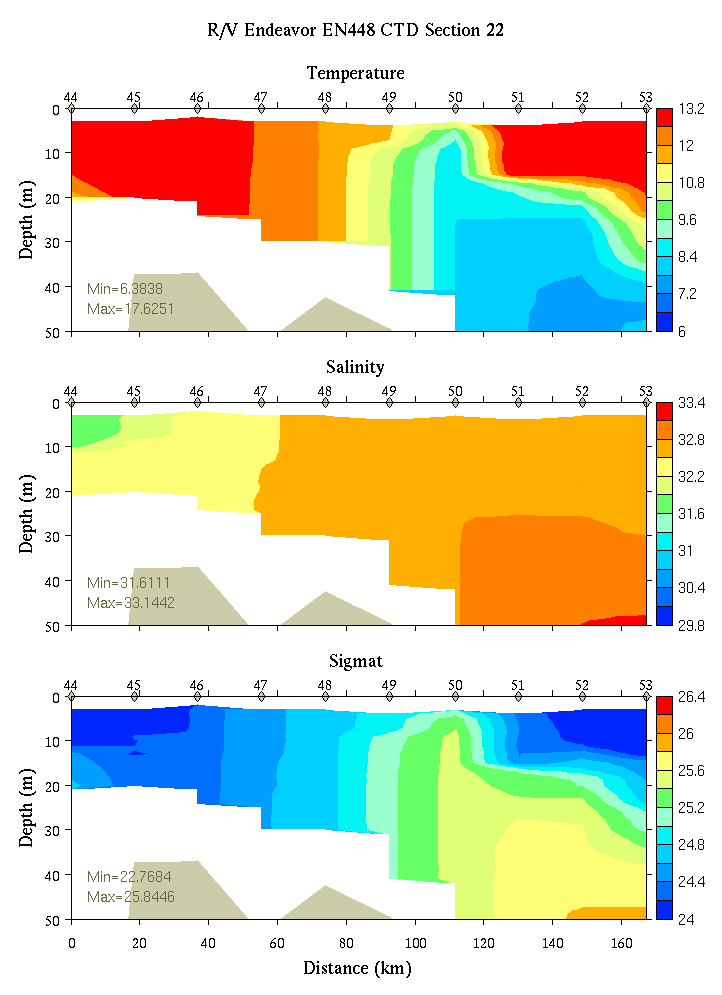 R/V Endeavor EN448 CTD Section 22
Temperature
44 45 46 47 48 49 50 51 52 53
0
10
20
30
40
50
Depth (m)
Min=6.3838
Max=17.6251
13.2
12
10.8
9.6
8.4
7.2
6
Salinity
44 45 46 47 48 49 50 51 52 53
0
10
20
30
40
50
Depth (m)
Min=31.6111
Max=33.1442
33.4
32.8
32.2
31.6
31
30.4
29.8
Sigmat
44 45 46 47 48 49 50 51 52 53
0
10
20
30
40
50
Depth (m)
Min=22.7684
Max=25.8446
26.4
26
25.6
25.2
24.8
24.4
24
0 20 40 60 80 100 120 140 160
Distance (km)